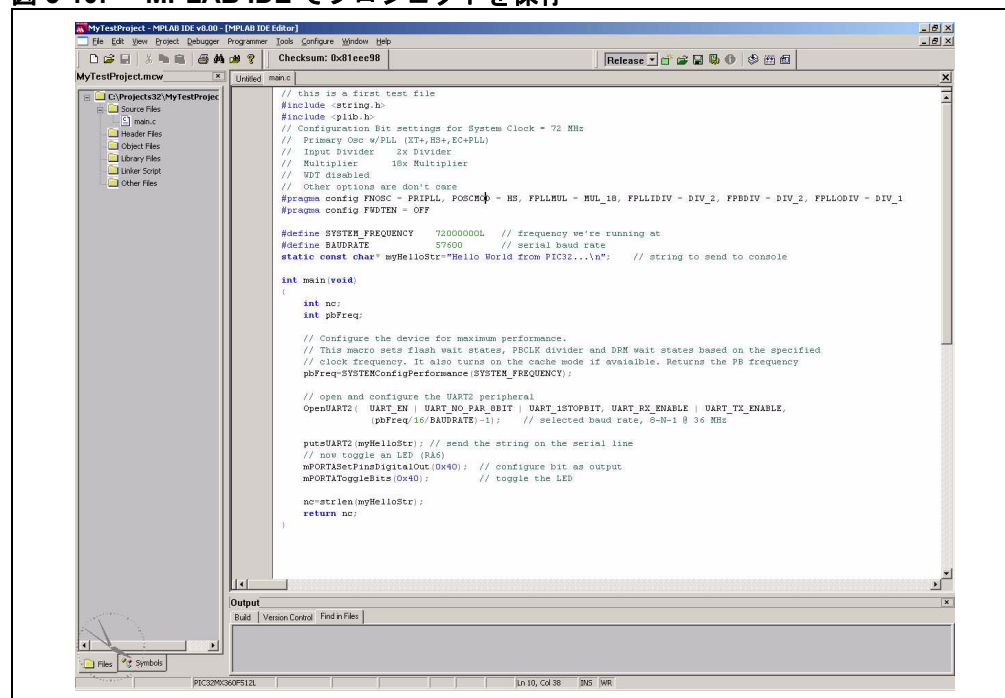 MyTestProject - MPLAB IDE v8.00 - [MPLAB IDE Editor]
File Edit View Project Debugger Programmer Tools Configure Window Help
Checksum: 0x81eee98
Release
MyTestProject.mcw
Untitled main.c
C:\Projects32\MyTestProjec
Source Files
main.c
Header Files
Object Files
Library Files
Linker Script
Other Files
// this is a first test file
#include <string.h>
#include <plib.h>
// Configuration Bit settings for System Clock = 72 MHz
// Primary Osc w/PLL (XT+,HS+,EC+PLL)
// Input Divider 2x Divider
// Multiplier 18x Multiplier
// WDT disabled
// Other options are don't care
#pragma config FNOSC = PRIPLL, POSCMOD = HS, FPLLMUL = MUL_18, FPLLIDIV = DIV_2, FPBDIV = DIV_2, FPLLODIV = DIV_1
#pragma config FWDTEN = OFF
#define SYSTEM_FREQUENCY 72000000L // frequency we're running at
#define BAUDRATE 57600 // serial baud rate
static const char* myHelloStr="Hello World from PIC32...\n"; // string to send to console
int main(void)
{
int nc;
int pbFreq;
// Configure the device for maximum performance.
// This macro sets flash wait states, PBCLK divider and DRM wait states based on the specified
// clock frequency. It also turns on the cache mode if avaialble. Returns the PB frequency
pbFreq=SYSTEMConfigPerformance(SYSTEM_FREQUENCY);
// open and configure the UART2 peripheral
OpenUART2( UART_EN | UART_NO_PAR_8BIT | UART_1STOPBIT, UART_RX_ENABLE | UART_TX_ENABLE,
(pbFreq/16/BAUDRATE)-1); // selected baud rate, 8-N-1 @ 36 MHz
putsUART2(myHelloStr); // send the string on the serial line
// now toggle an LED (RA6)
mPORTASetPinsDigitalOut(0x40); // configure bit as output
mPORTAToggleBits(0x40); // toggle the LED
nc=strlen(myHelloStr);
return nc;
}
Output
Build Version Control Find in Files
Files Symbols
PIC32MX360F512L Ln 10, Col 38 INS WR